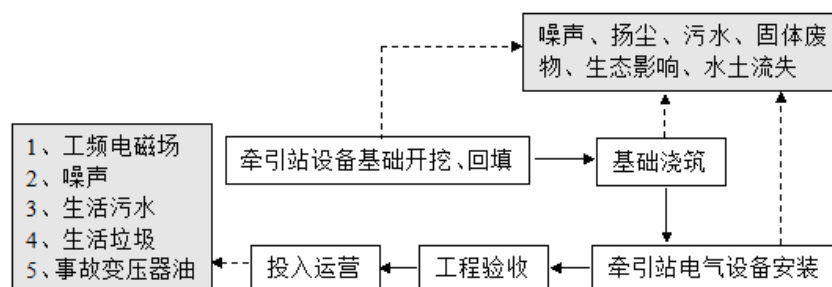 噪声、扬尘、污水、固体废
物、生态影响、水土流失
牵引站设备基础开挖、回填
基础浇筑
1、工频电磁场
2、噪声
3、生活污水
4、生活垃圾
5、事故变压器油
投入运营
工程验收
牵引站电气设备安装